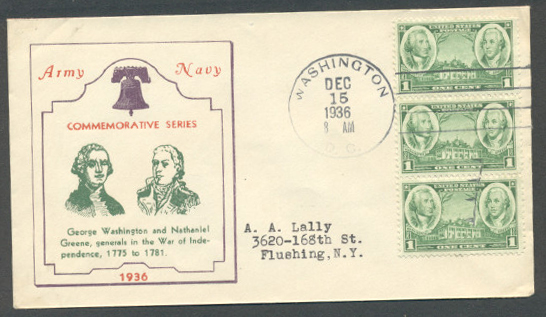 Army Navy
COMMEMORATIVE SERIES
George Washington and Nathaniel
Greene, generals in the War of Inde-
pendence, 1775 to 1781.
1936
WASHINGTON
DEC
15
1936
8 AM
D. C.
A. A. Lally
3620-168th St.
Flushing, N.Y.
UNITED STATES POSTAGE
1 ONE CENT 1
UNITED STATES POSTAGE
1 ONE CENT 1
UNITED STATES POSTAGE
1 ONE CENT 1